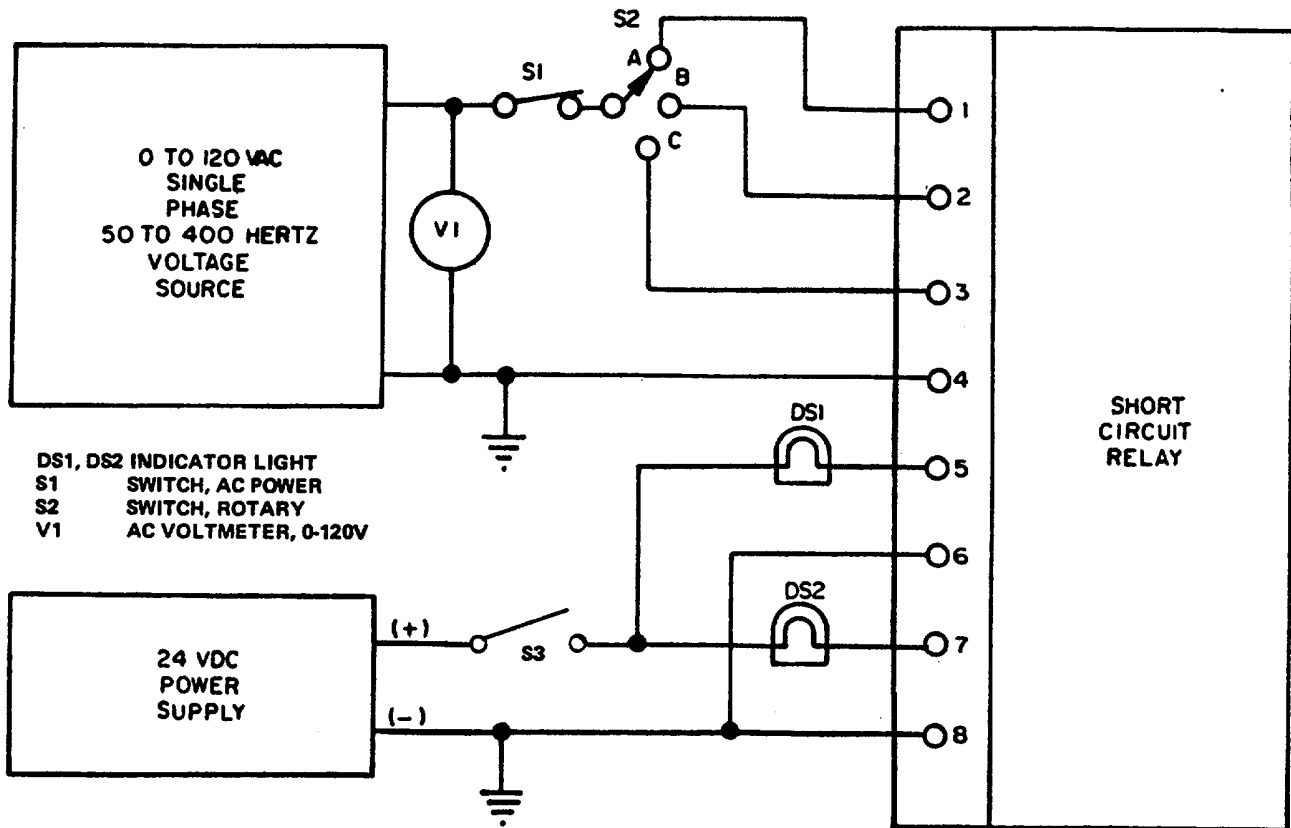 0 TO 120 VAC
SINGLE
PHASE
50 TO 400 HERTZ
VOLTAGE
SOURCE
V1
S1
S2
A
B
C
1
2
3
4
5
6
7
8
SHORT
CIRCUIT
RELAY
DS1
DS2
DS1, DS2 INDICATOR LIGHT
S1 SWITCH, AC POWER
S2 SWITCH, ROTARY
V1 AC VOLTMETER, 0-120V
24 VDC
POWER
SUPPLY
(+)
(-)
S3